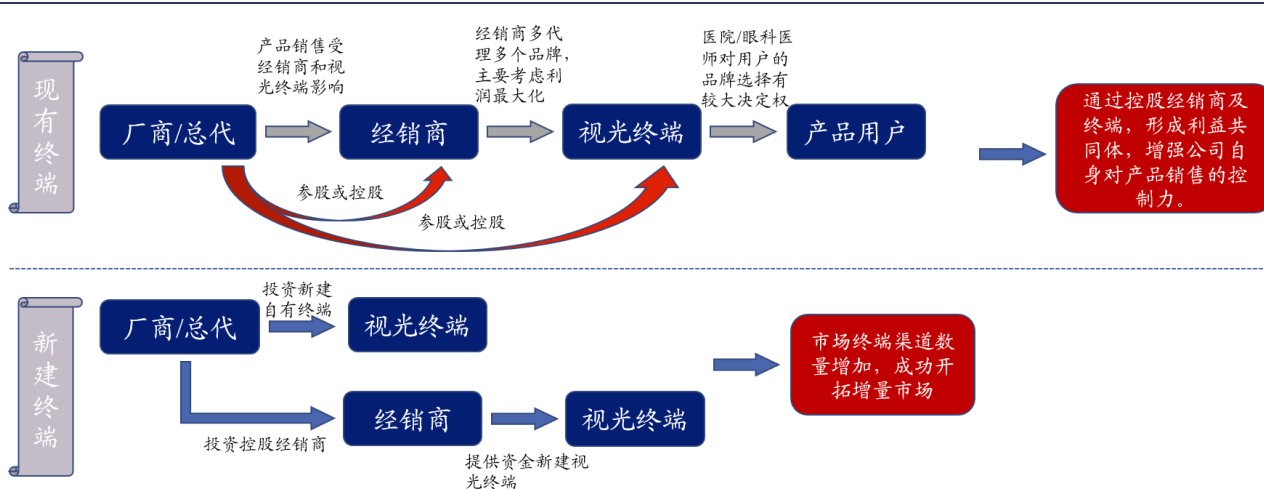 现有终端
产品销售受
经销商和视
光终端影响
经销商多代
理多个品牌，
主要考虑利
润最大化
医院/眼科医
师对用户的
品牌选择有
较大决定权
厂商/总代
经销商
视光终端
产品用户
参股或控股
参股或控股
通过控股经销商及
终端，形成利益共
同体，增强公司自
身对产品销售的控
制力。
新建终端
厂商/总代
投资新建
自有终端
视光终端
投资控股经销商
经销商
提供资金新建视
光终端
视光终端
市场终端渠道数
量增加，成功开
拓增量市场